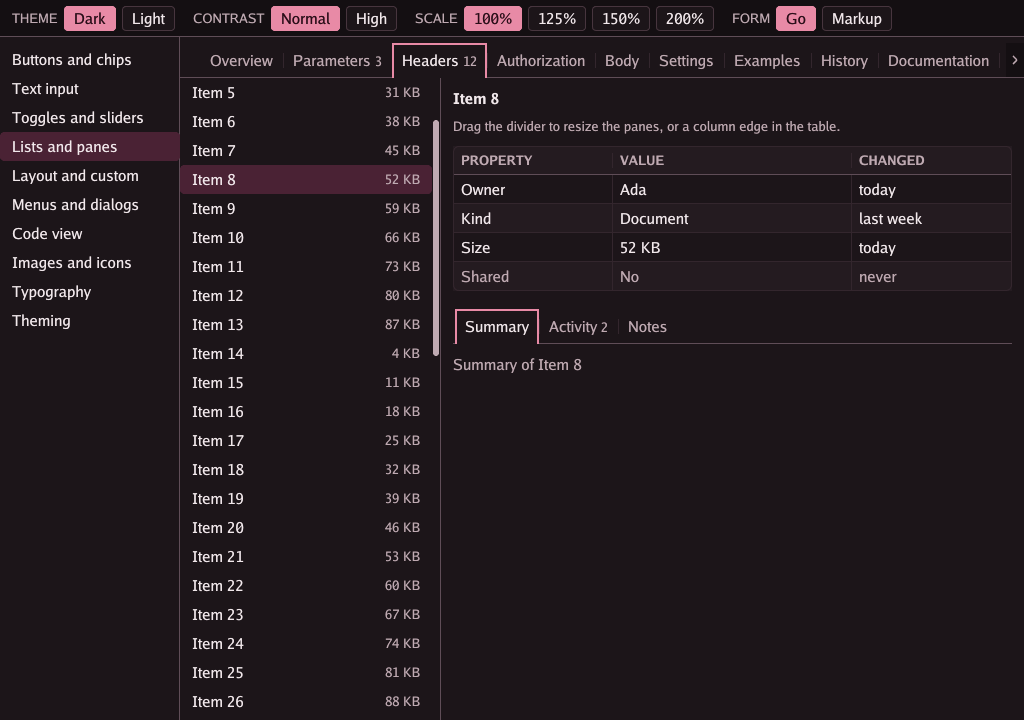 THEME Dark Light CONTRAST Normal High SCALE 100% 125% 150% 200% FORM Go Markup
Buttons and chips
Text input
Toggles and sliders
Lists and panes
Layout and custom
Menus and dialogs
Code view
Images and icons
Typography
Theming
Overview Parameters 3 Headers 12 Authorization Body Settings Examples History Documentation
Item 5 31 KB
Item 6 38 KB
Item 7 45 KB
Item 8 52 KB
Item 9 59 KB
Item 10 66 KB
Item 11 73 KB
Item 12 80 KB
Item 13 87 KB
Item 14 4 KB
Item 15 11 KB
Item 16 18 KB
Item 17 25 KB
Item 18 32 KB
Item 19 39 KB
Item 20 46 KB
Item 21 53 KB
Item 22 60 KB
Item 23 67 KB
Item 24 74 KB
Item 25 81 KB
Item 26 88 KB
Item 8
Drag the divider to resize the panes, or a column edge in the table.
PROPERTY VALUE CHANGED
Owner Ada today
Kind Document last week
Size 52 KB today
Shared No never
Summary Activity 2 Notes
Summary of Item 8